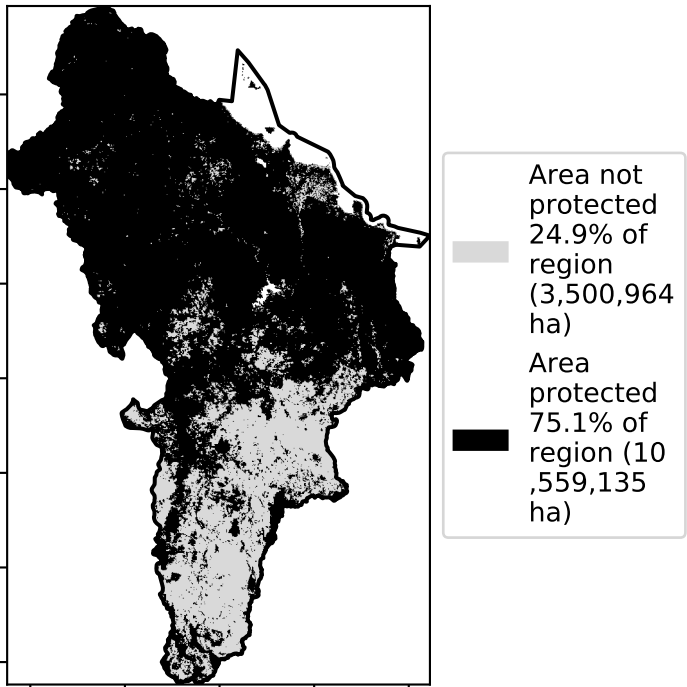 Area not
protected
24.9% of
region
(3,500,964
ha)
Area
protected
75.1% of
region (10
,559,135
ha)